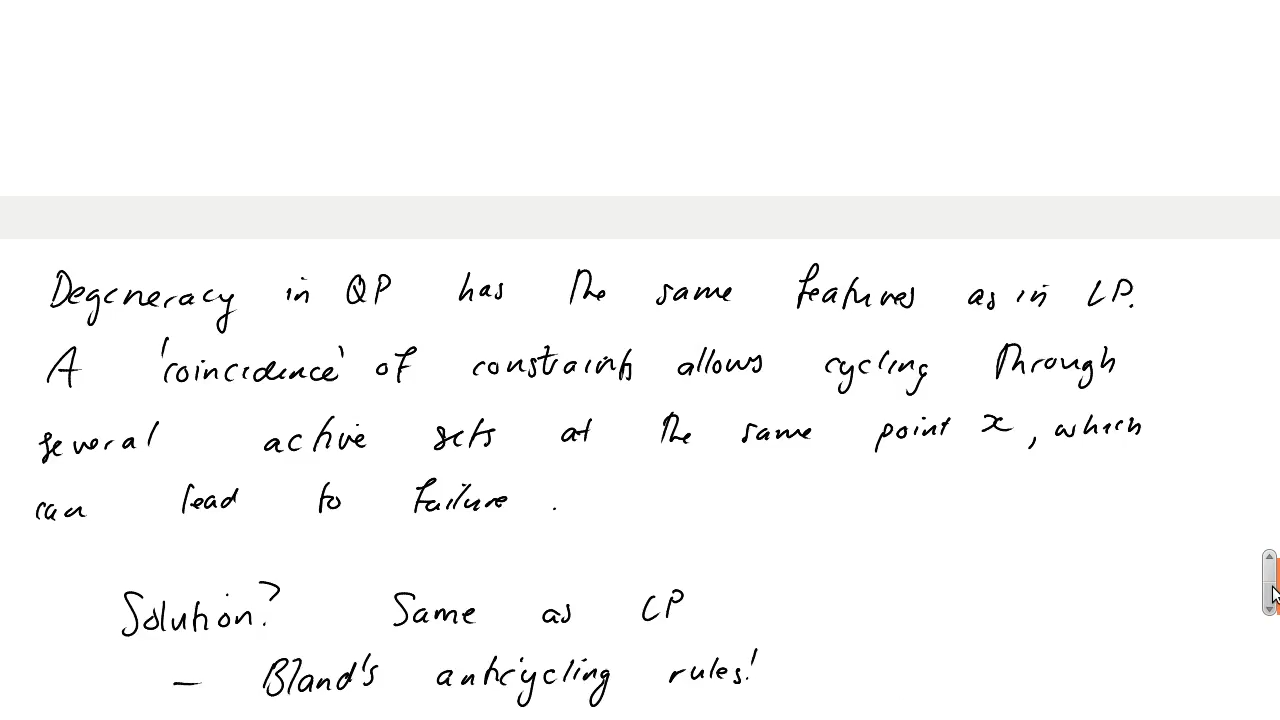 Degeneracy in QP has the same features as in LP.
A 'coincidence' of constraints allows cycling through
several active sets at the same point x, which
can lead to failure.
Solution? Same as LP
- Bland's anticycling rules!